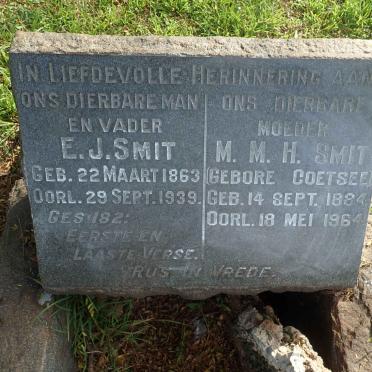 IN LIEFDEVOLLE HERINNERING AAN
ONS DIERBARE MAN
EN VADER
E. J. SMIT
GEB. 22 MAART 1863
OORL. 29 SEPT. 1939.
GES. 182:
EERSTE EN
LAASTE VERSE.
ONS DIERBARE
MOEDER
M. M. H. SMIT
(GEBORE COETSEE)
GEB. 14 SEPT. 1884
OORL. 18 MEI 1964
RUS IN VREDE.